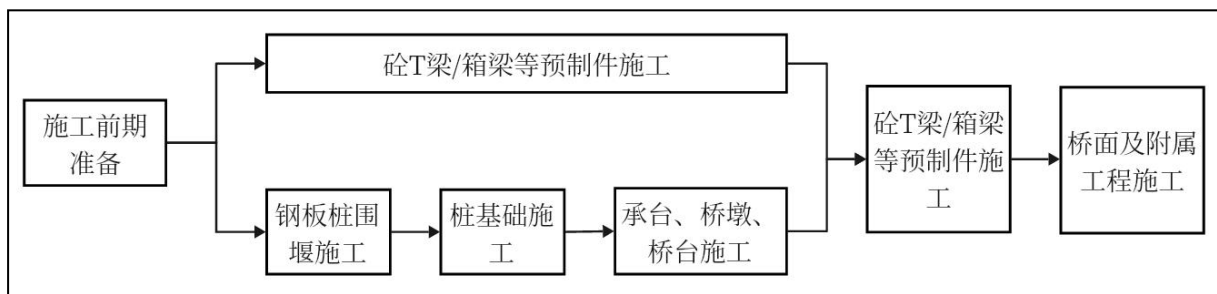 砼T梁/箱梁等预制件施工
施工前期
准备
钢板桩围
堰施工
桩基础施
工
承台、桥墩、
桥台施工
砼T梁/箱梁
等预制件施
工
桥面及附属
工程施工